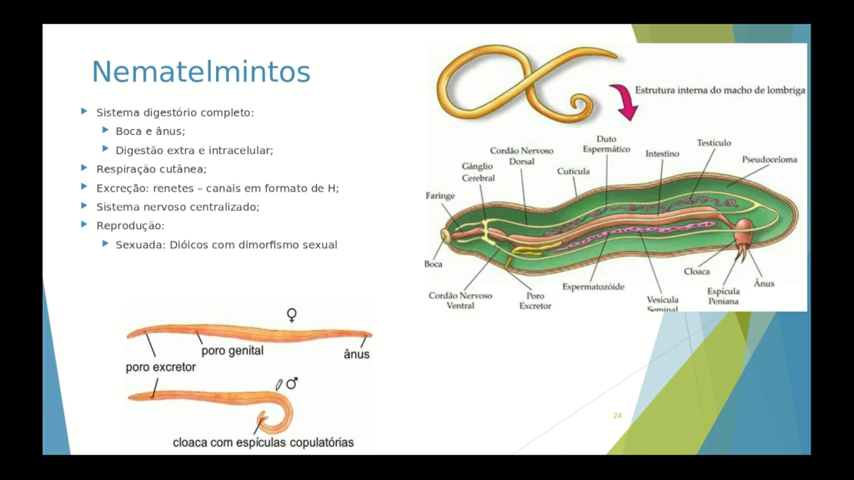 Nematelmintos
Sistema digestório completo:
Boca e ânus;
Digestão extra e intracelular;
Respiração cutânea;
Excreção: renetes – canais em formato de H;
Sistema nervoso centralizado;
Reprodução:
Sexuada: Dióicos com dimorfismo sexual
Estrutura interna do macho de lombriga
Duto
Espermático
Testículo
Cordão Nervoso
Dorsal
Intestino
Pseudoceloma
Gânglio
Cerebral
Cutícula
Faringe
Boca
Cloaca
Ânus
Espermatozóide
Espícula
Peniana
Cordão Nervoso
Ventral
Poro
Excretor
Vesícula
Seminal
♀
poro genital
ânus
poro excretor
♂
cloaca com espículas copulatórias
24